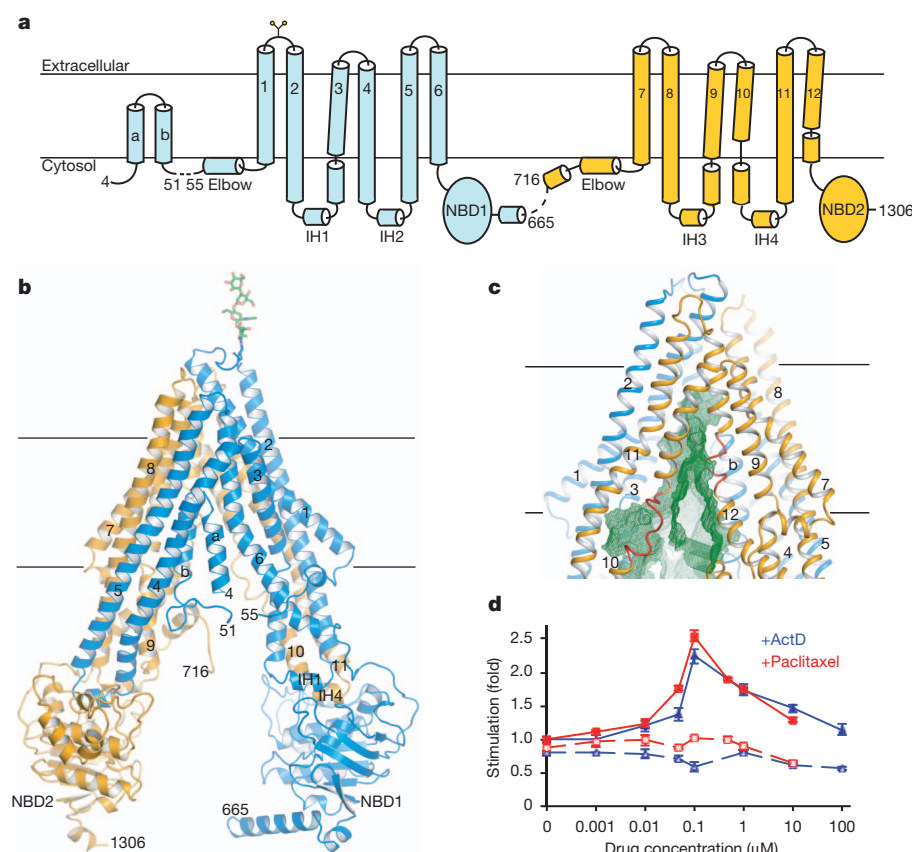 a
Extracellular
1 2 3 4 5 6 7 8 9 10 11 12
a b
Cytosol
4 51 55 Elbow 716 Elbow
NBD1 665 NBD2 1306
IH1 IH2 IH3 IH4
b
2
8 3
7 1
a
6
5 4 b 4
51 55
9 716
10 11
IH1
IH4
NBD2 665 NBD1
1306
c
2 8
11 b 9
1 3 7
12
10 4 5
d
+ActD
+Paclitaxel
2.5
2.0
1.5
1.0
0.5
0
Stimulation (fold)
0 0.001 0.01 0.1 1 10 100
Drug concentration (µM)